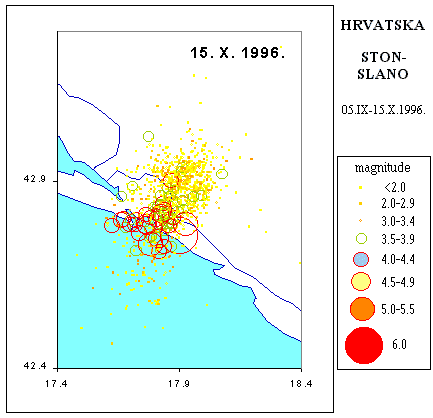 15. X. 1996.
42.9
42.4
17.4 17.9 18.4
HRVATSKA
STON-
SLANO
05.IX-15.X.1996.
magnitude
<2.0
2.0-2.9
3.0-3.4
3.5-3.9
4.0-4.4
4.5-4.9
5.0-5.5
6.0